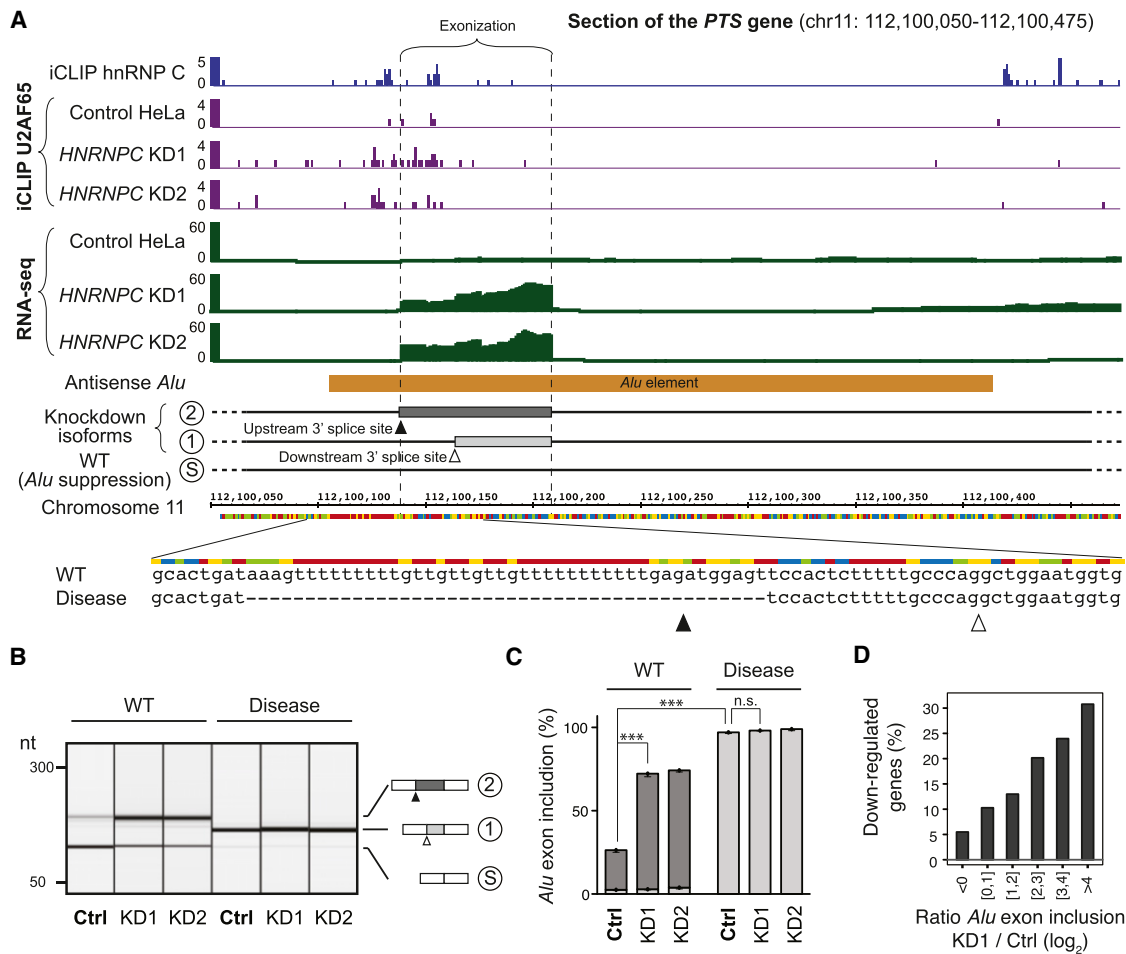 A
Section of the PTS gene (chr11: 112,100,050-112,100,475)
Exonization
iCLIP hnRNP C
5
0
iCLIP U2AF65
Control HeLa
4
0
HNRNPC KD1
4
0
HNRNPC KD2
4
0
RNA-seq
Control HeLa
60
0
HNRNPC KD1
60
0
HNRNPC KD2
60
0
Antisense Alu
Alu element
Knockdown isoforms
2
Upstream 3' splice site
1
Downstream 3' splice site
WT
(Alu suppression)
S
Chromosome 11
112,100,050 112,100,100 112,100,150 112,100,200 112,100,250 112,100,300 112,100,350 112,100,400
WT gcactgataaagttttttttttgttgttgttgttttttttttttgagatggagttccactctttttgcccaggctggaatggtg
Disease gcactgat--------------------------------------------tccactctttttgcccaggctggaatggtg
B
WT Disease
nt
300
50
2
1
S
Ctrl KD1 KD2 Ctrl KD1 KD2
C
WT Disease
Alu exon inclusion (%)
100
50
0
***
***
n.s.
Ctrl KD1 KD2 Ctrl KD1 KD2
D
Down-regulated genes (%)
30
25
20
15
10
5
0
<0 [0,1] [1,2] [2,3] [3,4] >4
Ratio Alu exon inclusion
KD1 / Ctrl (log2)